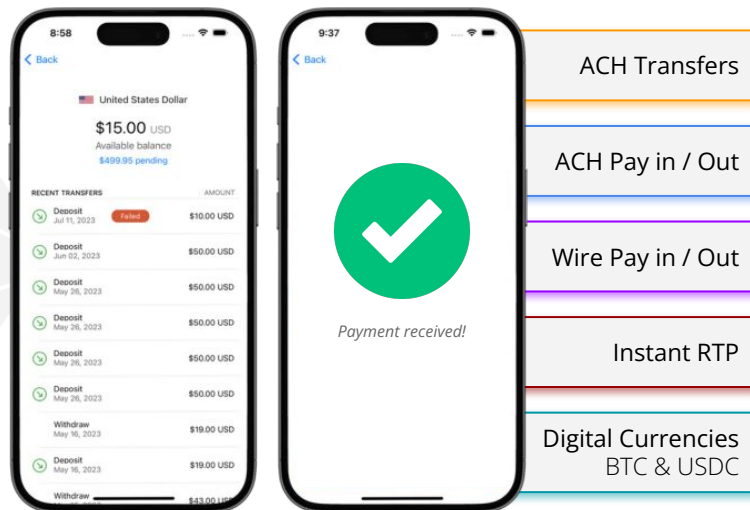 8:58
Back
United States Dollar
$15.00 USD
Available balance
$499.95 pending
RECENT TRANSFERS AMOUNT
Deposit
Jul 11, 2023
Failed
$10.00 USD
Deposit
Jun 02, 2023
$50.00 USD
Deposit
May 26, 2023
$50.00 USD
Deposit
May 26, 2023
$50.00 USD
Deposit
May 26, 2023
$50.00 USD
Deposit
May 26, 2023
$50.00 USD
Withdraw
May 16, 2023
$19.00 USD
Deposit
May 16, 2023
$19.00 USD
Withdraw
$43.00 USD
9:37
Back
Payment received!
ACH Transfers
ACH Pay in / Out
Wire Pay in / Out
Instant RTP
Digital Currencies
BTC & USDC